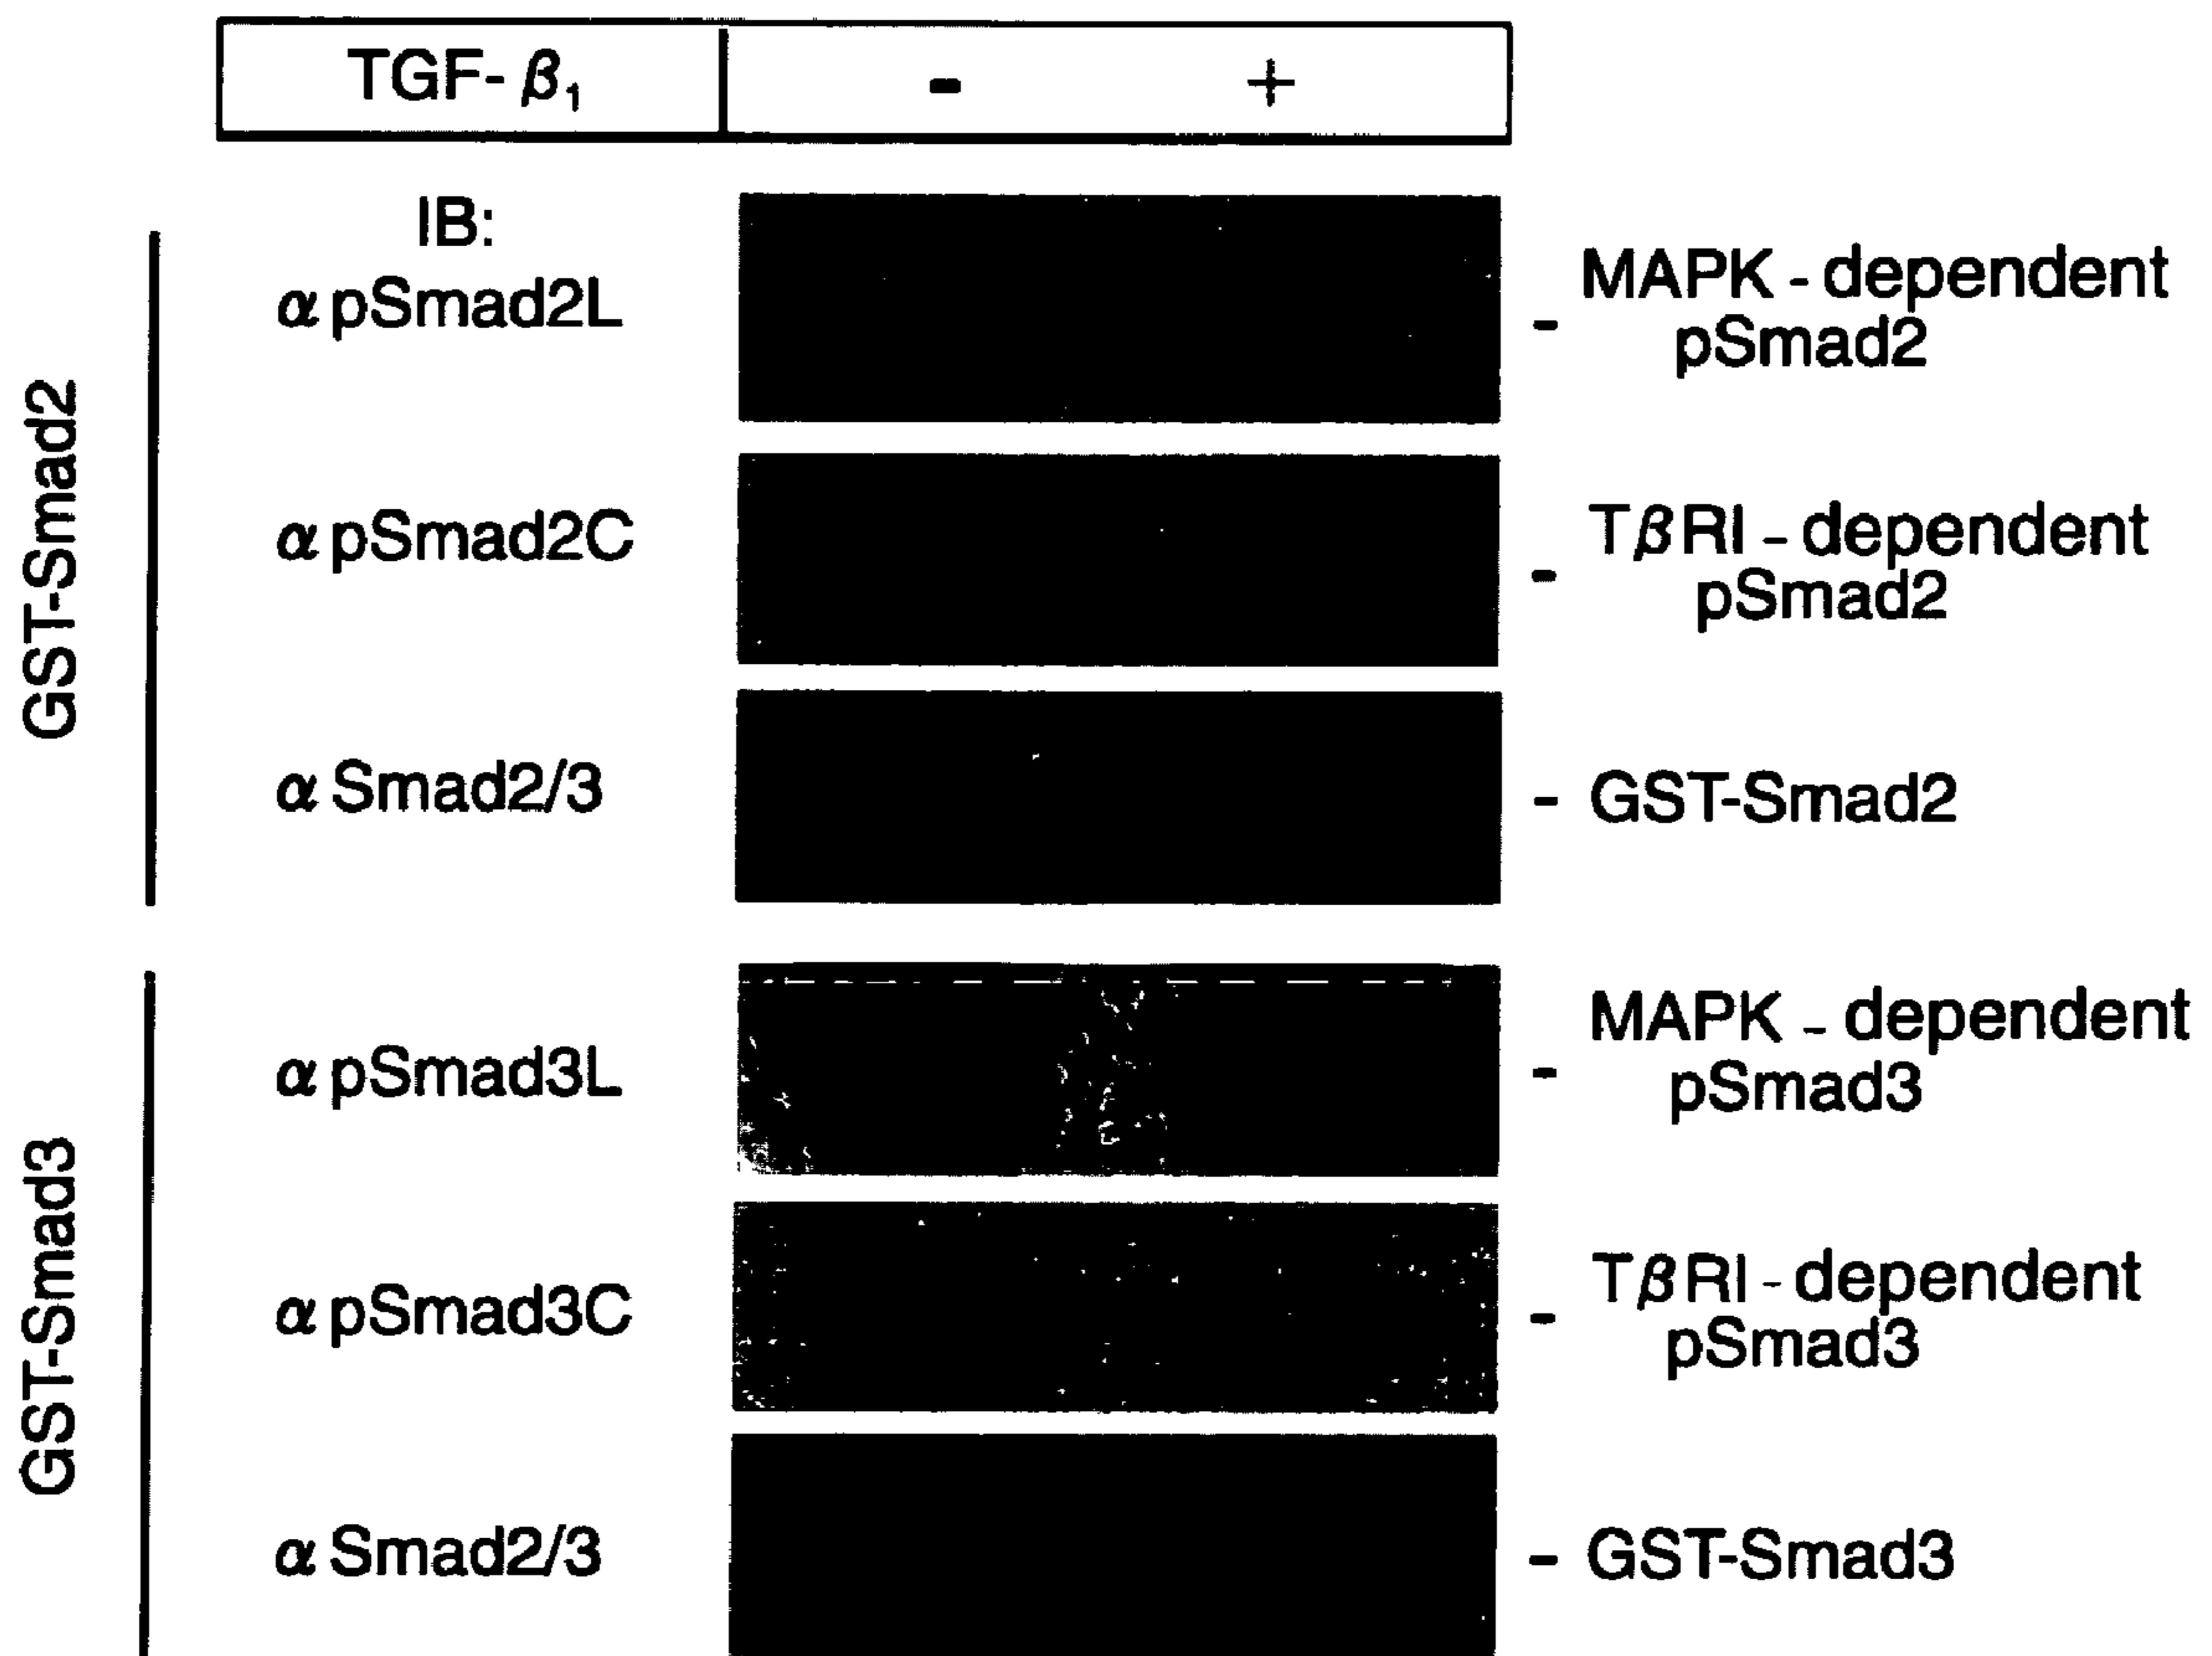 TGF- β1 - +
GST-Smad2
IB:
α pSmad2L
- MAPK - dependent
pSmad2
α pSmad2C
- TβRI - dependent
pSmad2
α Smad2/3
- GST-Smad2
GST-Smad3
α pSmad3L
- MAPK - dependent
pSmad3
α pSmad3C
- TβRI - dependent
pSmad3
α Smad2/3
- GST-Smad3